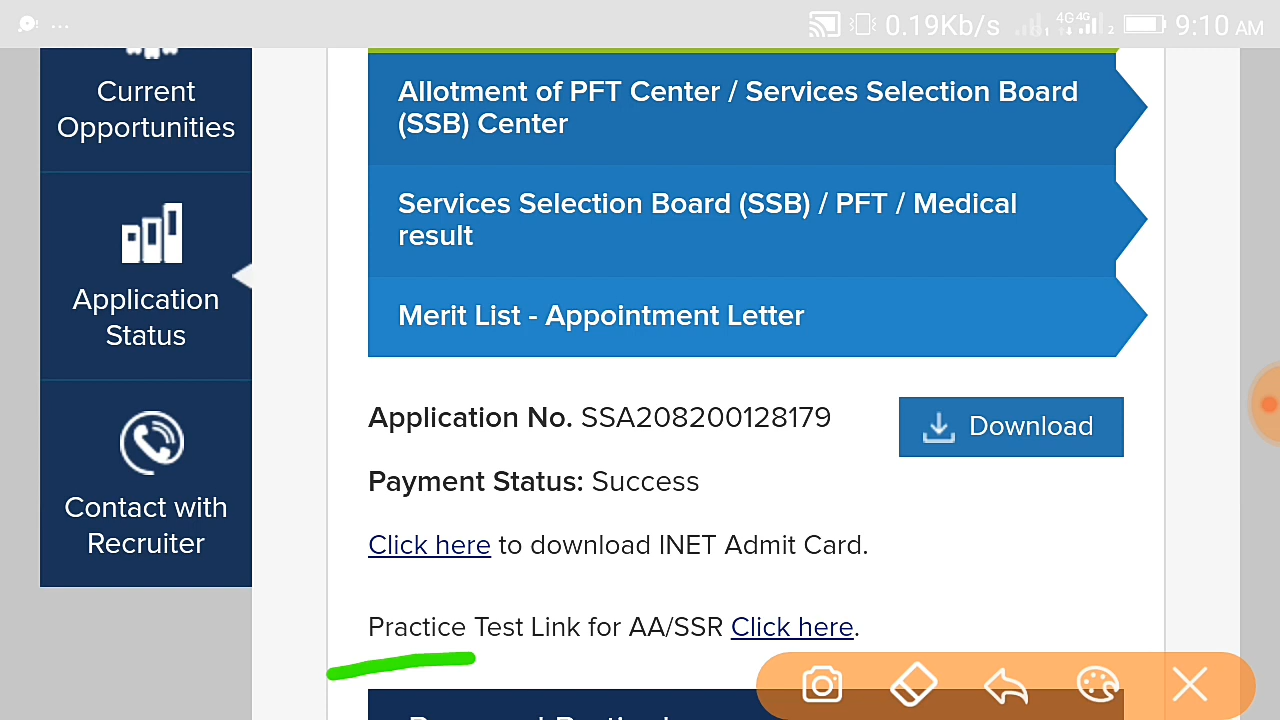 0.19Kb/s
4G 4G
2
9:10 AM
Current
Opportunities
Application
Status
Contact with
Recruiter
Allotment of PFT Center / Services Selection Board
(SSB) Center
Services Selection Board (SSB) / PFT / Medical
result
Merit List - Appointment Letter
Application No. SSA208200128179
Download
Payment Status: Success
Click here to download INET Admit Card.
Practice Test Link for AA/SSR Click here.